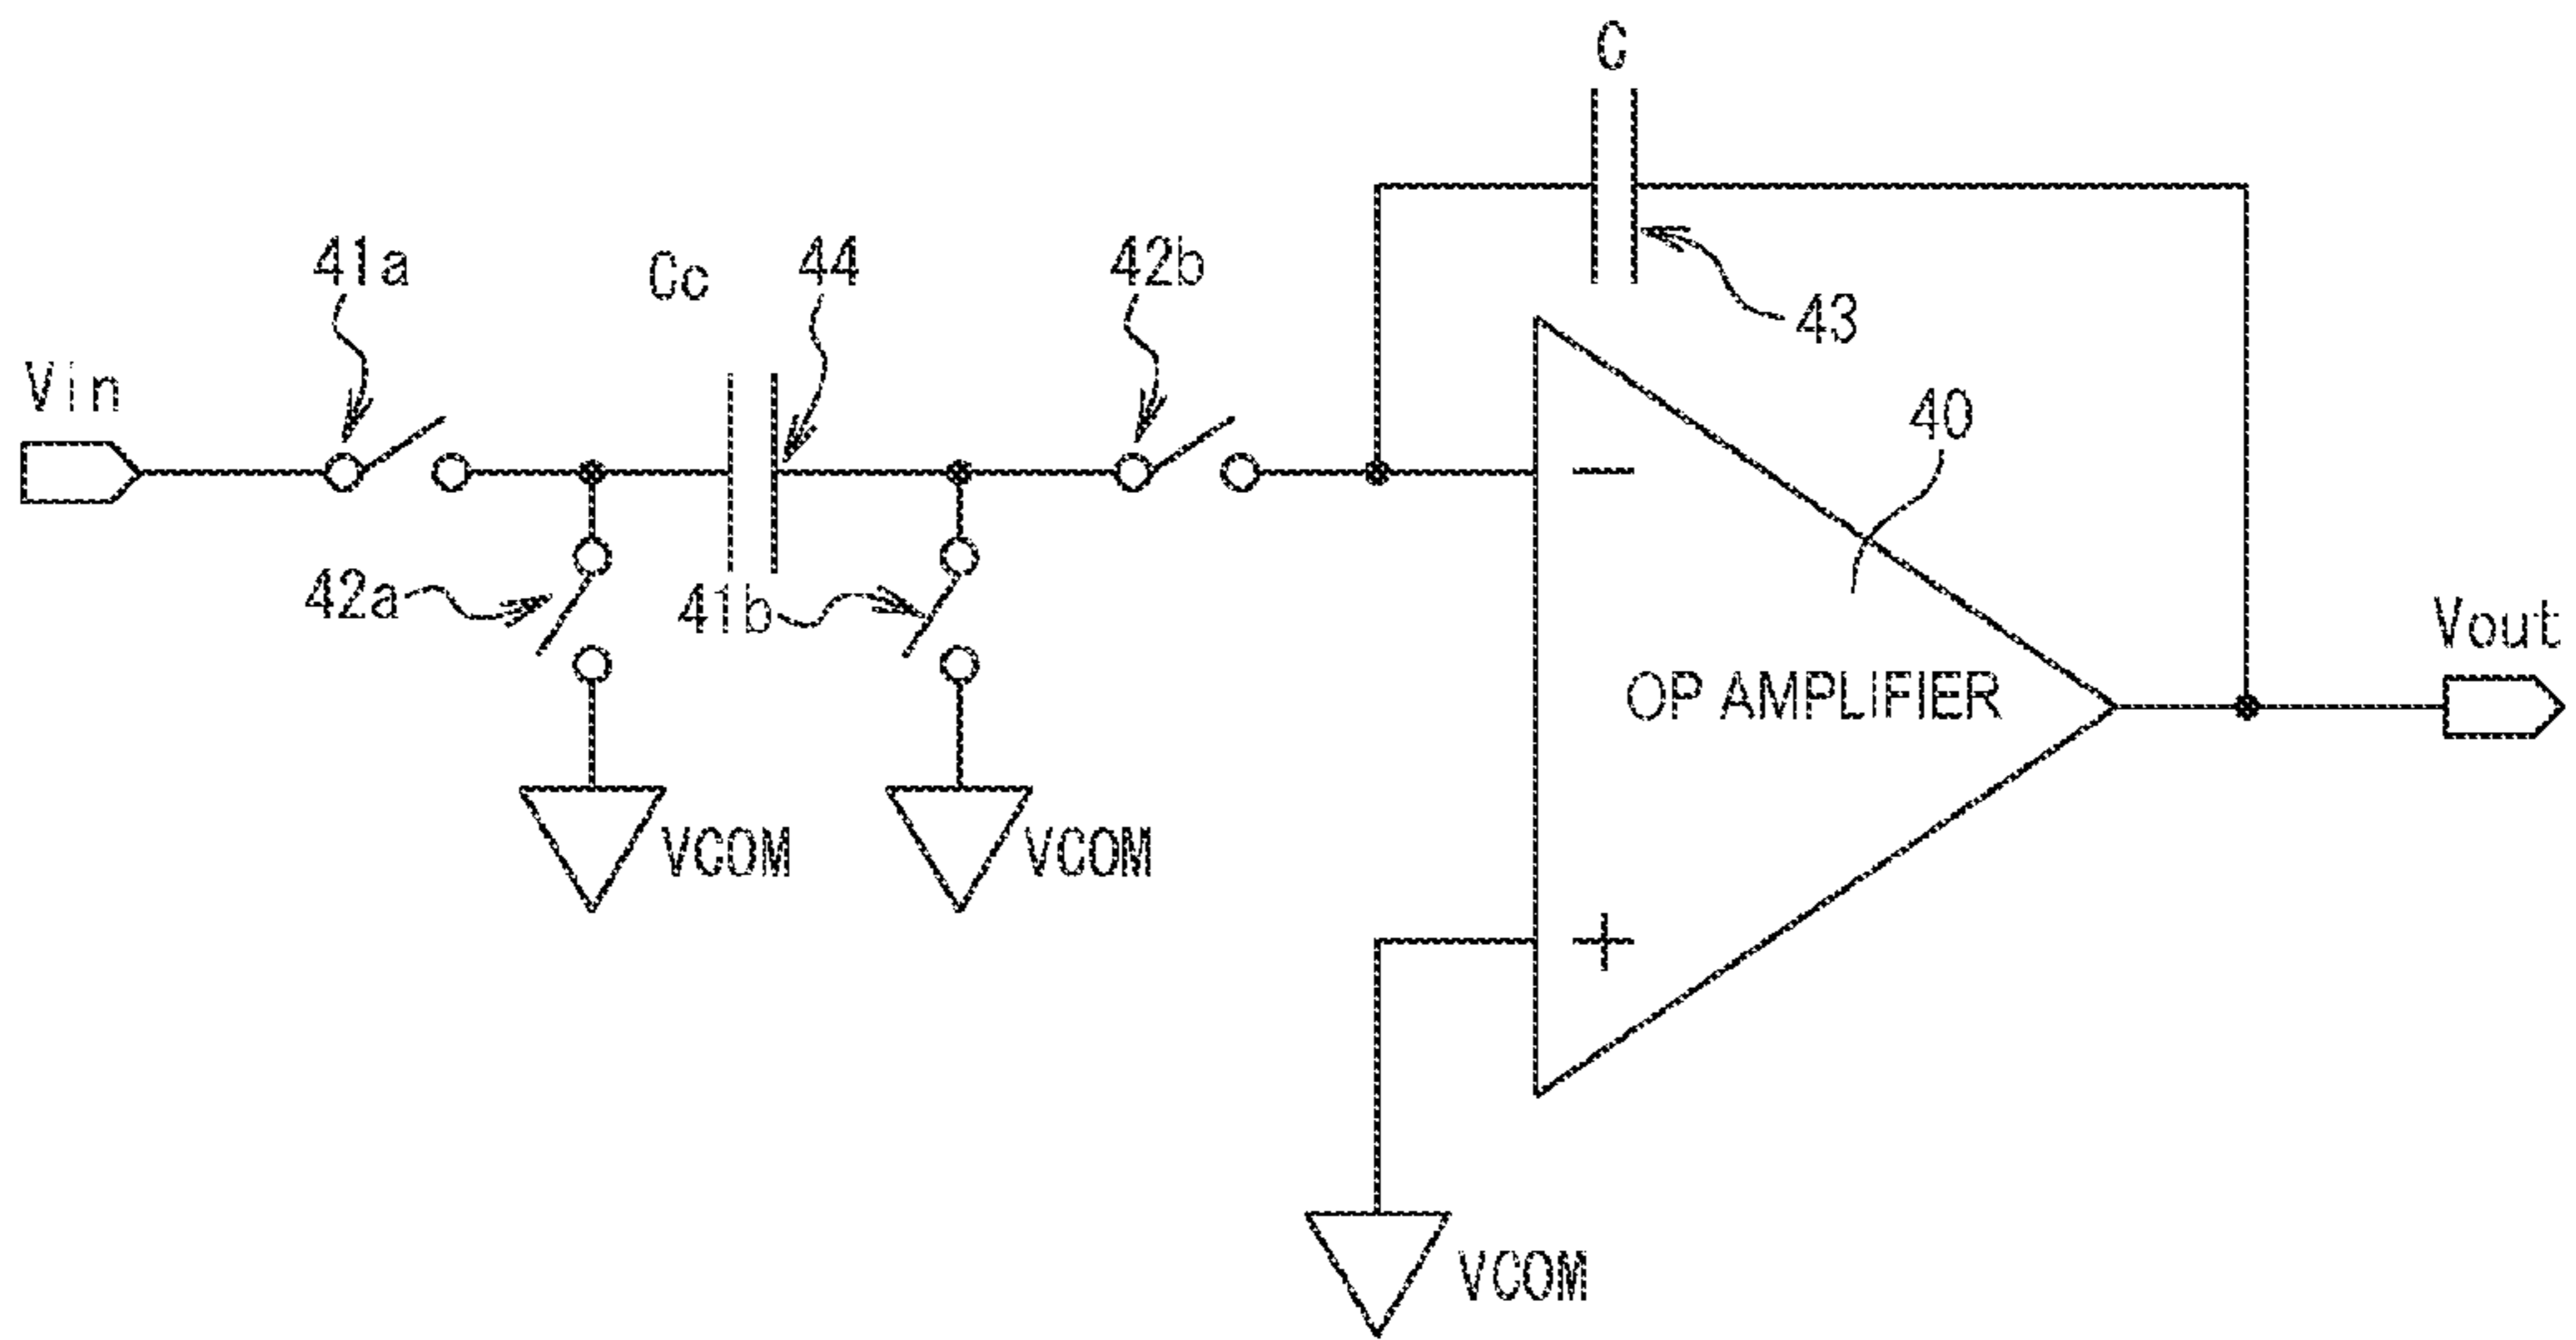 C
41a
Cc
44
42b
43
Vin
40
42a
41b
Vout
−
OP AMPLIFIER
VCOM
VCOM
+
VCOM